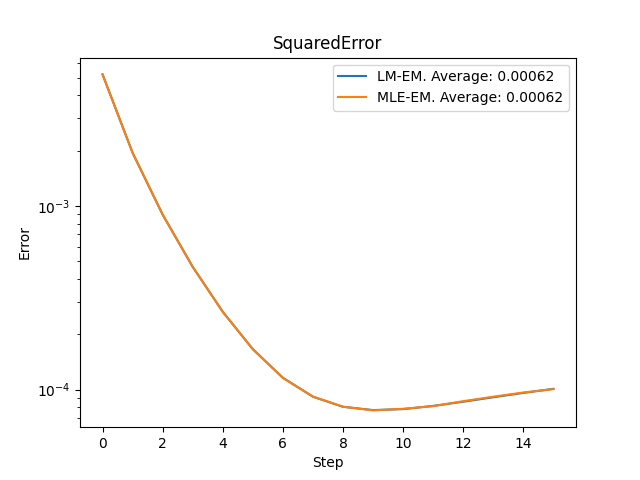 SquaredError
LM-EM. Average: 0.00062
MLE-EM. Average: 0.00062
10⁻³
10⁻⁴
Error
0 2 4 6 8 10 12 14
Step